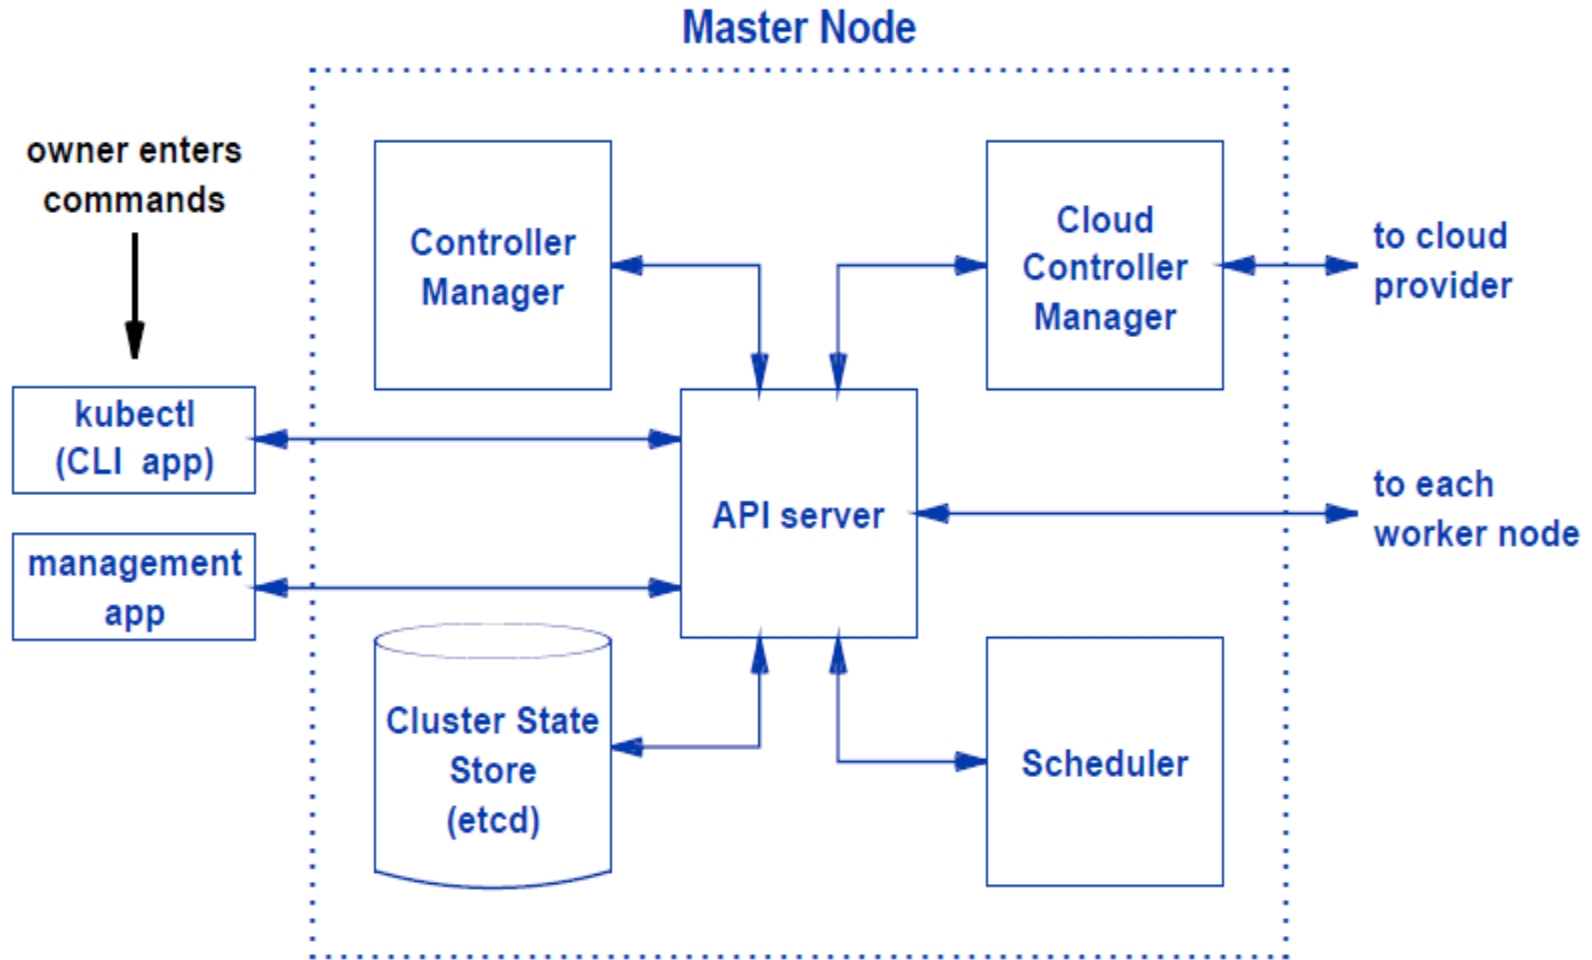 Master Node
owner enters
commands
Controller
Manager
Cloud
Controller
Manager
to cloud
provider
kubectl
(CLI app)
API server
to each
worker node
management
app
Cluster State
Store
(etcd)
Scheduler